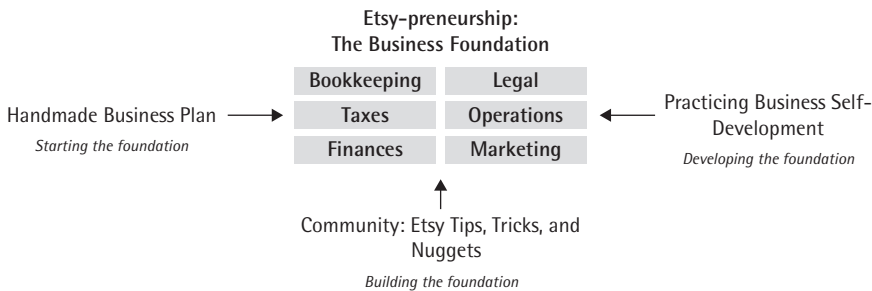 Etsy-preneurship:
The Business Foundation
Bookkeeping
Legal
Taxes
Operations
Finances
Marketing
Handmade Business Plan
Starting the foundation
Practicing Business Self-
Development
Developing the foundation
Community: Etsy Tips, Tricks, and
Nuggets
Building the foundation